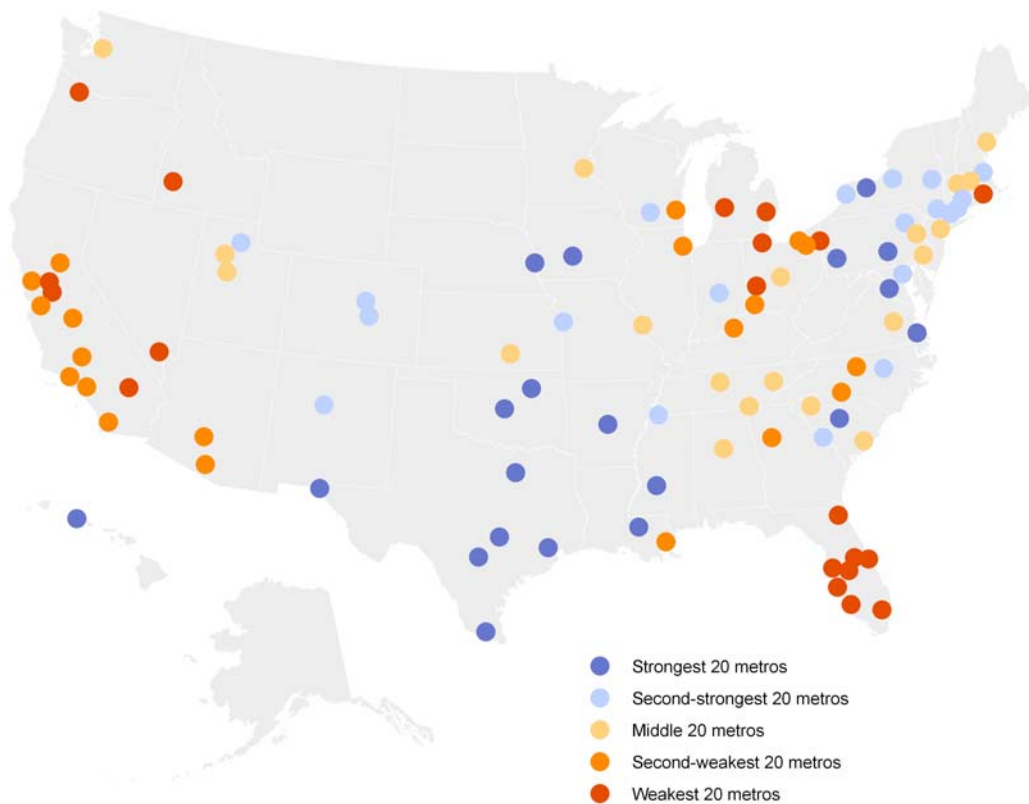 Strongest 20 metros
Second-strongest 20 metros
Middle 20 metros
Second-weakest 20 metros
Weakest 20 metros